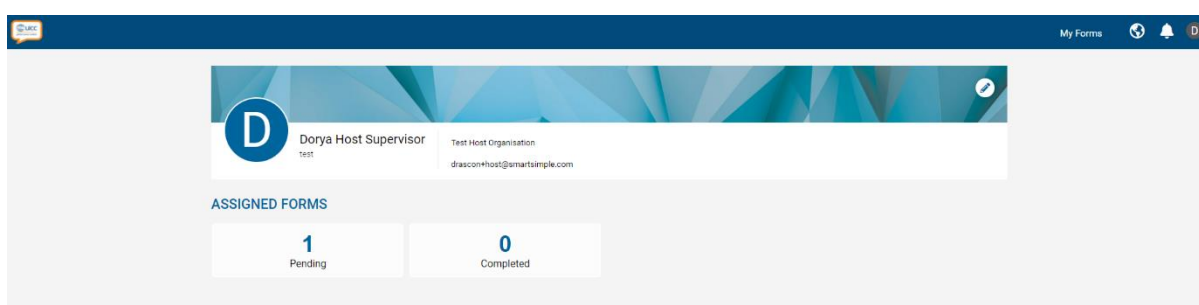 UICC
My Forms
D
D
Dorya Host Supervisor
test
Test Host Organisation
drascon+host@smartsimple.com
ASSIGNED FORMS
1
Pending
0
Completed